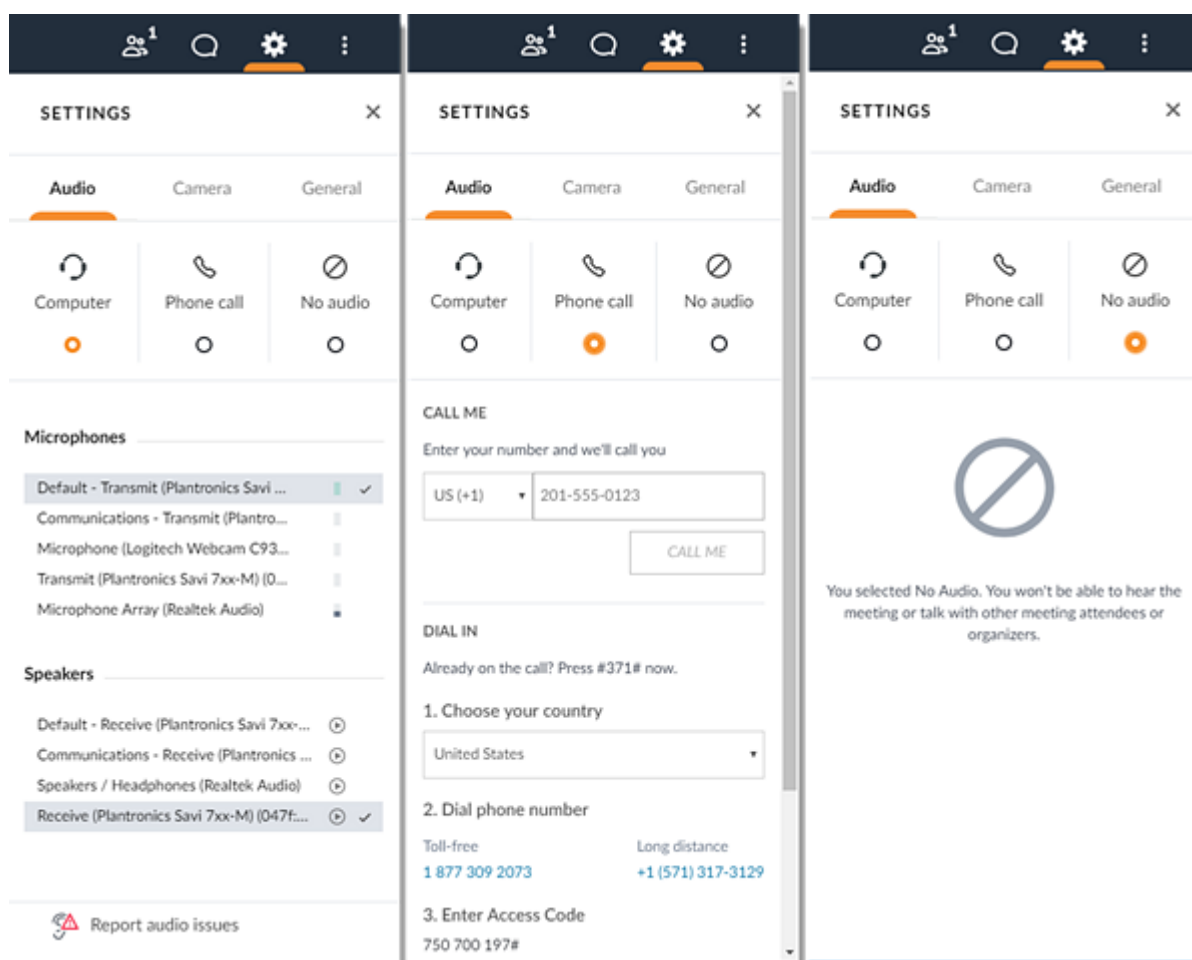 1
SETTINGS
Audio Camera General
Computer Phone call No audio
Microphones
Default - Transmit (Plantronics Savi ...
Communications - Transmit (Plantro...
Microphone (Logitech Webcam C93...
Transmit (Plantronics Savi 7xx-M) (0...
Microphone Array (Realtek Audio)
Speakers
Default - Receive (Plantronics Savi 7xx-...
Communications - Receive (Plantronics ...
Speakers / Headphones (Realtek Audio)
Receive (Plantronics Savi 7xx-M) (047f:...
Report audio issues
1
SETTINGS
Audio Camera General
Computer Phone call No audio
CALL ME
Enter your number and we'll call you
US (+1) 201-555-0123
CALL ME
DIAL IN
Already on the call? Press #371# now.
1. Choose your country
United States
2. Dial phone number
Toll-free Long distance
1 877 309 2073 +1 (571) 317-3129
3. Enter Access Code
750 700 197#
1
SETTINGS
Audio Camera General
Computer Phone call No audio
You selected No Audio. You won't be able to hear the
meeting or talk with other meeting attendees or
organizers.